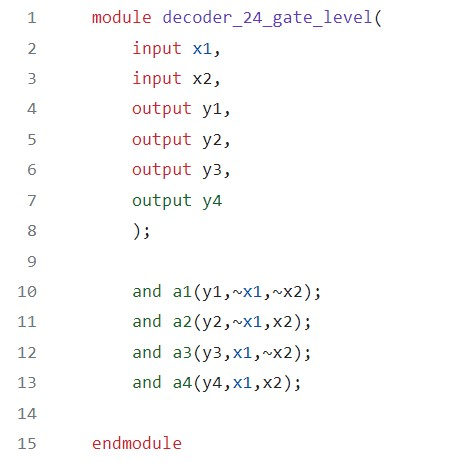 1 module decoder_24_gate_level(
2 input x1,
3 input x2,
4 output y1,
5 output y2,
6 output y3,
7 output y4
8 );
9
10 and a1(y1,~x1,~x2);
11 and a2(y2,~x1,x2);
12 and a3(y3,x1,~x2);
13 and a4(y4,x1,x2);
14
15 endmodule